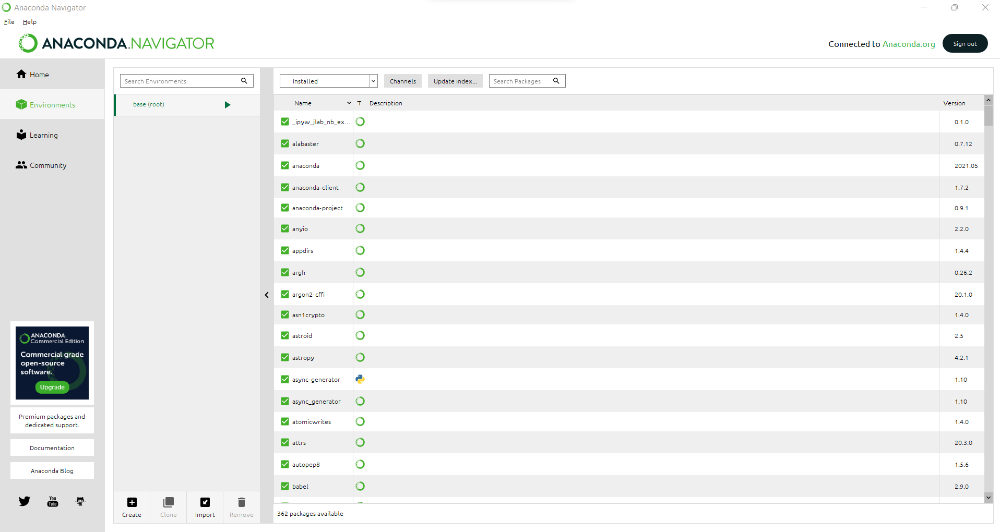 Anaconda Navigator
File Help
ANACONDA.NAVIGATOR
Connected to Anaconda.org
Sign out
Home
Environments
Learning
Community
ANACONDA.
Commercial Edition
Commercial grade
open-source
software.
Upgrade
Premium packages and
dedicated support.
Documentation
Anaconda Blog
You
Tube
Search Environments
base (root)
Create
Clone
Import
Remove
Installed
Channels
Update index...
Search Packages
Name T Description Version
_ipyw_jlab_nb_ex... 0.1.0
alabaster 0.7.12
anaconda 2021.05
anaconda-client 1.7.2
anaconda-project 0.9.1
anyio 2.2.0
appdirs 1.4.4
argh 0.26.2
argon2-cffi 20.1.0
asn1crypto 1.4.0
astroid 2.5
astropy 4.2.1
async-generator 1.10
async_generator 1.10
atomicwrites 1.4.0
attrs 20.3.0
autopep8 1.5.6
babel 2.9.0
362 packages available